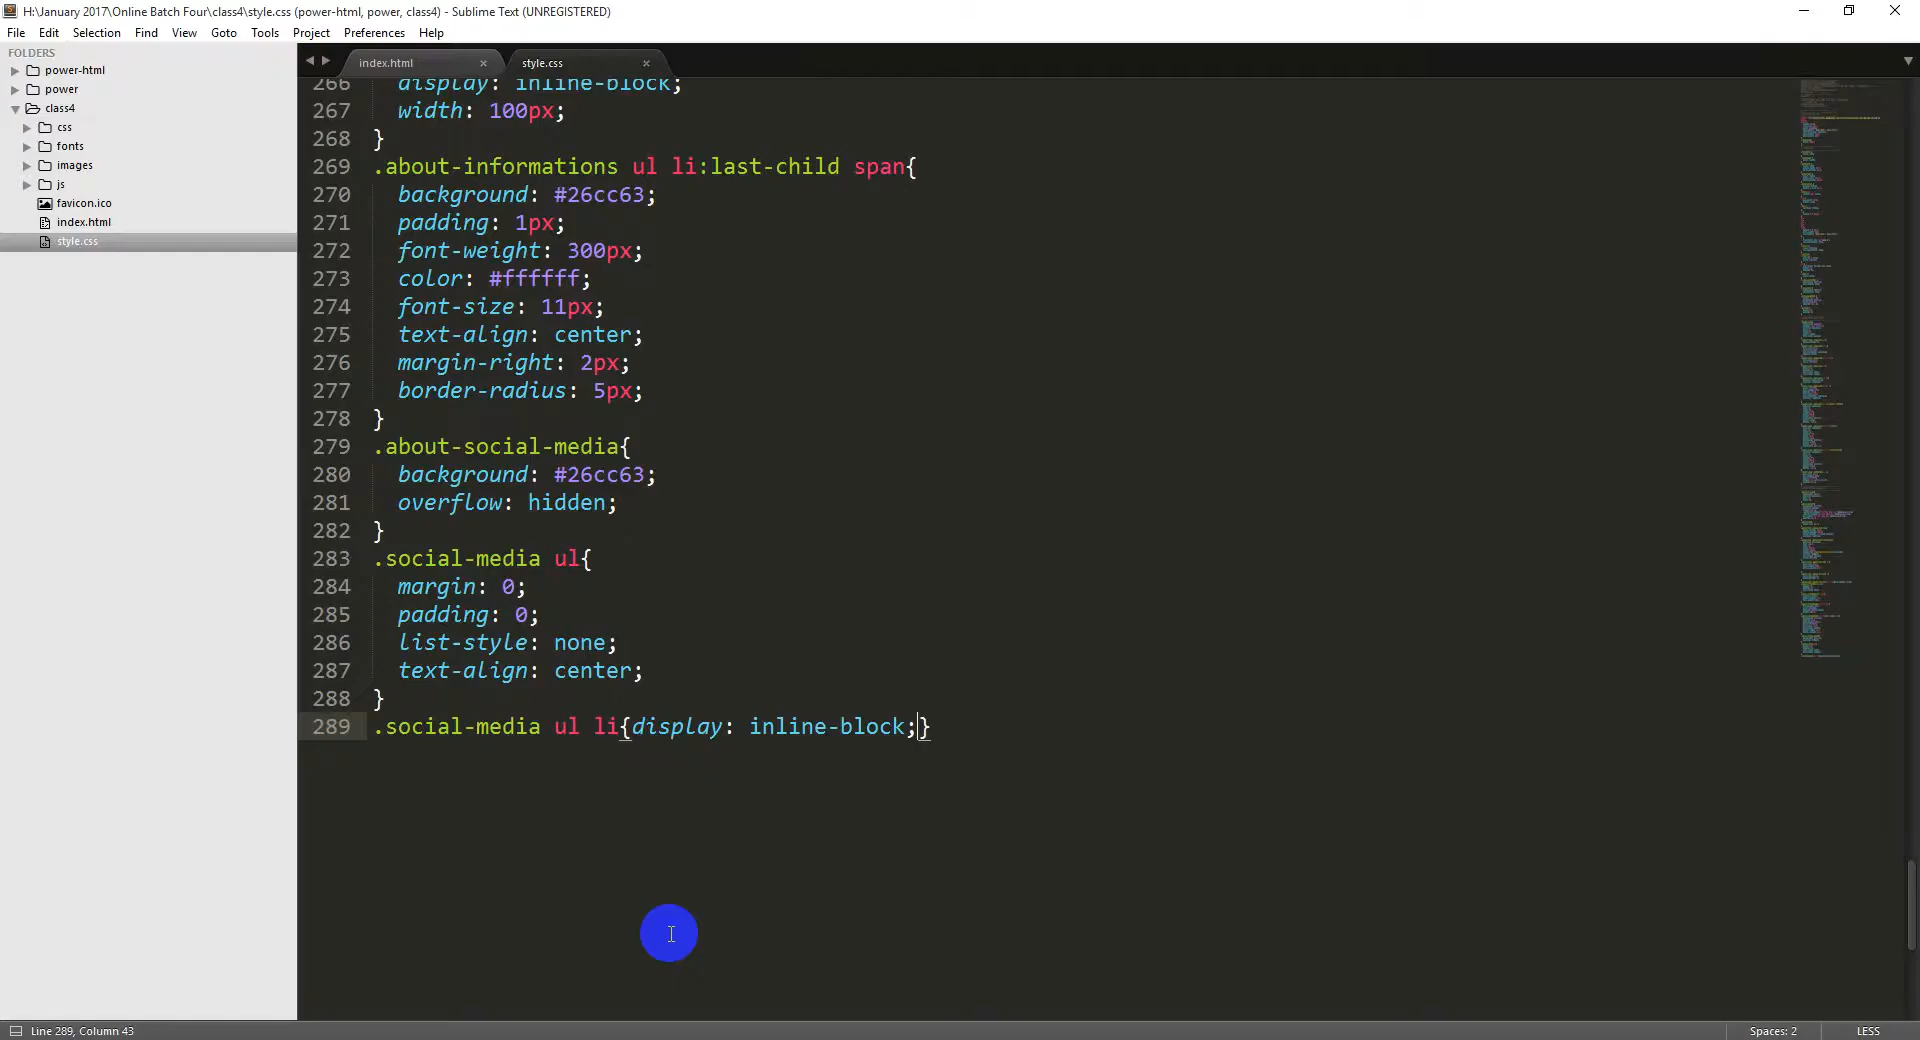 H:\January 2017\Online Batch Four\class4\style.css (power-html, power, class4) - Sublime Text (UNREGISTERED)
File Edit Selection Find View Goto Tools Project Preferences Help
FOLDERS
power-html
power
class4
css
fonts
images
js
favicon.ico
index.html
style.css
index.html × style.css ×
266 display: inline-block;
267 width: 100px;
268 }
269 .about-informations ul li:last-child span{
270 background: #26cc63;
271 padding: 1px;
272 font-weight: 300px;
273 color: #ffffff;
274 font-size: 11px;
275 text-align: center;
276 margin-right: 2px;
277 border-radius: 5px;
278 }
279 .about-social-media{
280 background: #26cc63;
281 overflow: hidden;
282 }
283 .social-media ul{
284 margin: 0;
285 padding: 0;
286 list-style: none;
287 text-align: center;
288 }
289 .social-media ul li{display: inline-block;}
Line 289, Column 43
Spaces: 2 LESS